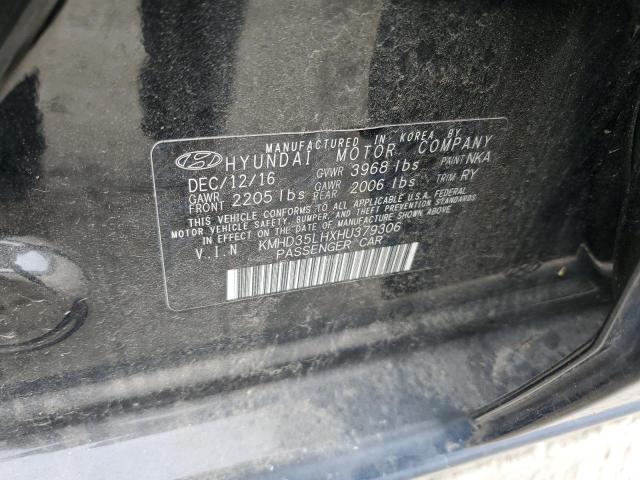 MANUFACTURED IN KOREA BY
HYUNDAI MOTOR COMPANY
DEC/12/16 GVWR 3968 lbs PAINT NKA
GAWR FRONT 2205 lbs GAWR REAR 2006 lbs TRIM RY
THIS VEHICLE CONFORMS TO ALL APPLICABLE U.S.A. FEDERAL
MOTOR VEHICLE SAFETY, BUMPER, AND THEFT PREVENTION STANDARDS
IN EFFECT ON THE DATE OF MANUFACTURE SHOWN ABOVE.
V.I.N KMHD35LHXHU379306
PASSENGER CAR